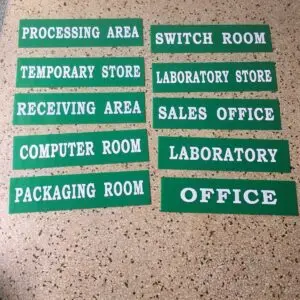 PROCESSING AREA
SWITCH ROOM
TEMPORARY STORE
LABORATORY STORE
RECEIVING AREA
SALES OFFICE
COMPUTER ROOM
LABORATORY
PACKAGING ROOM
OFFICE